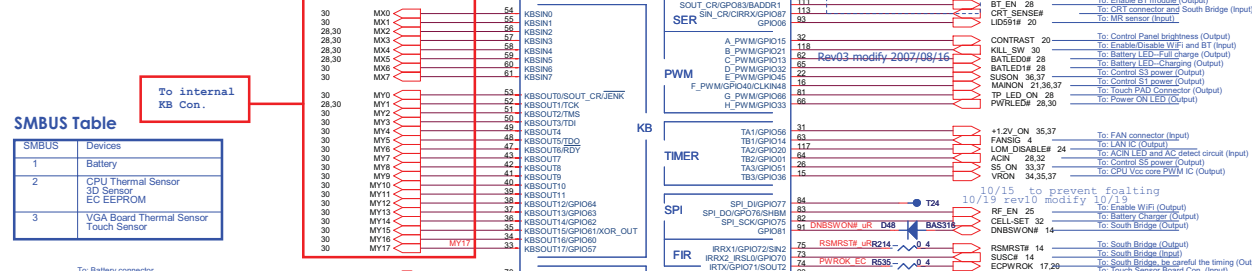 30 MX0 54 KBSIN0
30 MX1 55 KBSIN1
28,30 MX2 56 KBSIN2
28,30 MX3 57 KBSIN3
30 MX4 58 KBSIN4
28,30 MX5 59 KBSIN5
30 MX6 60 KBSIN6
30 MX7 61 KBSIN7
To internal
KB Con.
30 MY0 53 KBSOUT0/SOUT_CR/JENK
28,30 MY1 52 KBSOUT1/TCK
30 MY2 51 KBSOUT2/TMS
30 MY3 50 KBSOUT3/TDI
30 MY4 49 KBSOUT4
30 MY5 48 KBSOUT5/TDO
30 MY6 47 KBSOUT6/RDY
30 MY7 43 KBSOUT7
30 MY8 42 KBSOUT8
30 MY9 41 KBSOUT9
30 MY10 40 KBSOUT10
30 MY11 39 KBSOUT11
30 MY12 38 KBSOUT12/GPIO64
30 MY13 37 KBSOUT13/GPIO63
30 MY14 36 KBSOUT14/GPIO62
30 MY15 35 KBSOUT15/GPIO61/XOR_OUT
30 MY16 34 KBSOUT16/GPIO60
30 MY17 MY17 33 KBSOUT17/GPIO57
KB
SMBUS Table
SMBUS Devices
1 Battery
2 CPU Thermal Sensor
3D Sensor
EC EEPROM
3 VGA Board Thermal Sensor
Touch Sensor
To: Battery connector
SER
SOUT_CR/GPO83/BADDR1 111 BT_EN 28
SIN_CR/CIRRX/GPIO87 113 CRT_SENSE# To: CRT connector and South Bridge (Input)
GPIO06 93 LID591# 20 To: MR sensor (Input)
PWM
A_PWM/GPIO15 32 CONTRAST 20 To: Control Panel brightness (Output)
B_PWM/GPIO21 118 KILL_SW 30 To: Enable/Disable WiFi and BT (Input)
C_PWM/GPIO13 62 Rev03 modify 2007/08/16 BATLED0# 28 To: Battery LED--Full charge (Output)
D_PWM/GPIO32 65 BATLED1# 28 To: Battery LED--Charging (Output)
E_PWM/GPIO45 22 SUSON 36,37 To: Control S3 power (Output)
F_PWM/GPIO40/CLKIN48 16 MAINON 21,36,37 To: Control S1 power (Output)
G_PWM/GPIO66 81 TP_LED_ON 28 To: Touch PAD Connector (Output)
H_PWM/GPIO33 66 PWRLED# 28,30 To: Power ON LED (Output)
TIMER
TA1/GPIO56 31 +1.2V_ON 35,37
TB1/GPIO14 63 FANSIG 4 To: FAN connector (Input)
TA2/GPIO20 117 LOM_DISABLE# 24 To: LAN IC (Output)
TB2/GPIO01 64 ACIN 28,32 To: ACIN LED and AC detect circuit (Input)
TA3/GPIO51 26 S5_ON 33,37 To: Control S5 power (Output)
TB3/GPIO36 15 VRON 34,35,37 To: CPU Vcc core PWM IC (Output)
10/15 to prevent foalting
10/19 rev10 modify 10/19
SPI
SPI_DI/GPIO77 84 T24
SPI_DO/GPIO76/SHBM 83 RF_EN 25 To: Enable WiFi (Output)
SPI_SCK/GPIO75 82 CELL-SET 32 To: Battery Charger (Output)
GPIO81 91 DNBSWON#_uR D48 BAS316 DNBSWON# 14 To: South Bridge (Output)
FIR
IRRX1/GPIO72/SIN2 75 RSMRST#_uR R214 0_4 RSMRST# 14 To: South Bridge (Output)
IRRX2_IRSL0/GPIO70 73 SUSC# 14 To: South Bridge (Input)
IRTX/GPIO71/SOUT2 74 PWROK_EC R535 0_4 ECPWROK 17,20 To: South Bridge, be careful the timing (Out